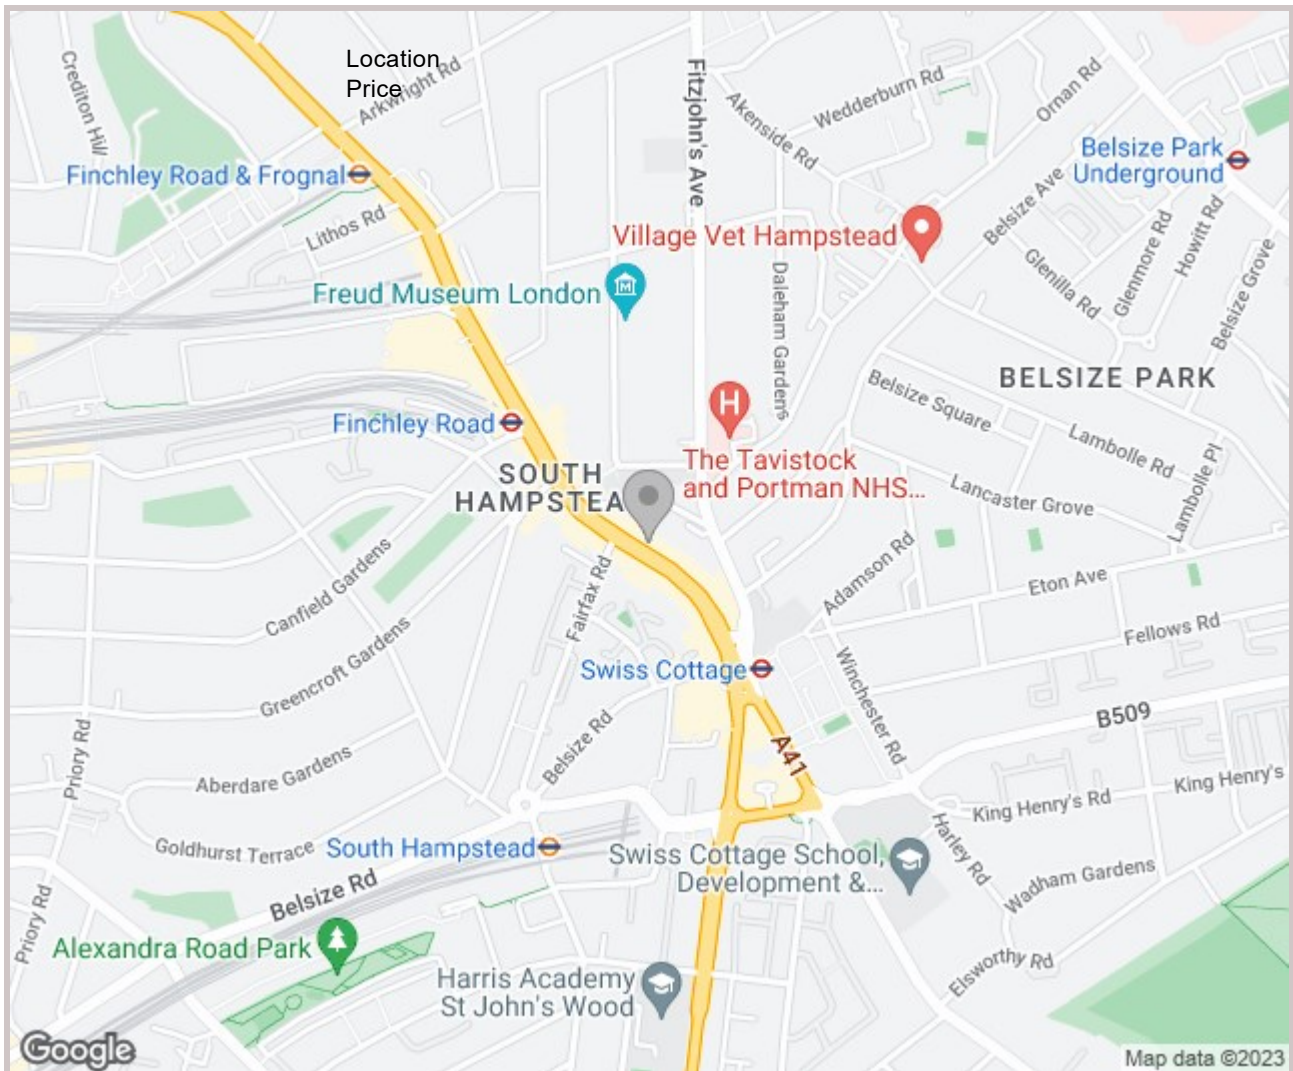 Location
Price
Arkwright Rd
Crediton Hill
Fitzjohn's Ave
Akenside Rd
Wedderburn Rd
Ornan Rd
Belsize Park
Underground
Finchley Road & Frognal
Lithos Rd
Village Vet Hampstead
Belsize Ave
Glenilla Rd
Glenmore Rd
Howitt Rd
Belsize Grove
Freud Museum London
Daleham Gardens
BELSIZE PARK
Belsize Square
Lambolle Rd
Lambolle Pl
Finchley Road
SOUTH
HAMPSTEA
The Tavistock
and Portman NHS...
Lancaster Grove
Canfield Gardens
Fairfax Rd
Adamson Rd
Eton Ave
Fellows Rd
Greencroft Gardens
Swiss Cottage
Winchester Rd
B509
Priory Rd
Belsize Rd
A41
Aberdare Gardens
King Henry's Rd
King Henry's
Goldhurst Terrace
South Hampstead
Harley Rd
Swiss Cottage School,
Development &...
Wadham Gardens
Belsize Rd
Priory Rd
Alexandra Road Park
Elsworthy Rd
Harris Academy
St John's Wood
Google
Map data ©2023